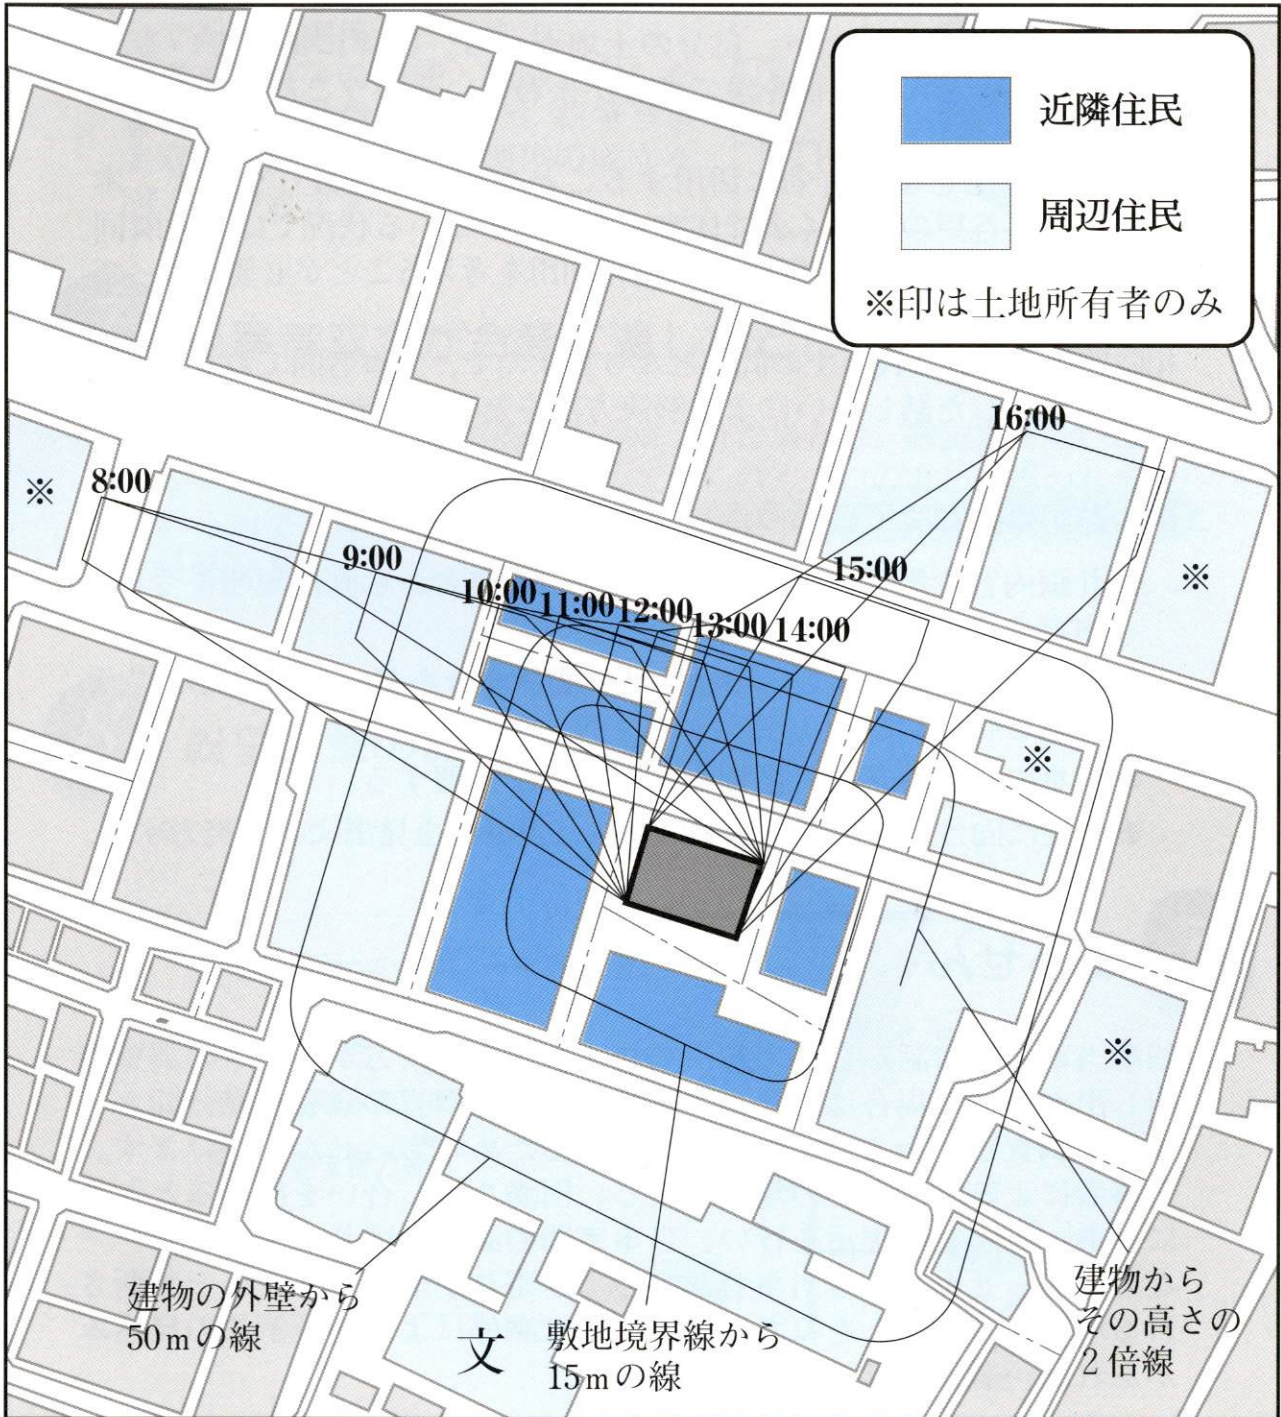 近隣住民
周辺住民
※印は土地所有者のみ
16:00
※
8:00
9:00
15:00
※
10:00
11:00
12:00
13:00
14:00
※
※
建物の外壁から
50mの線
文
敷地境界線から
15mの線
建物から
その高さの
2倍線